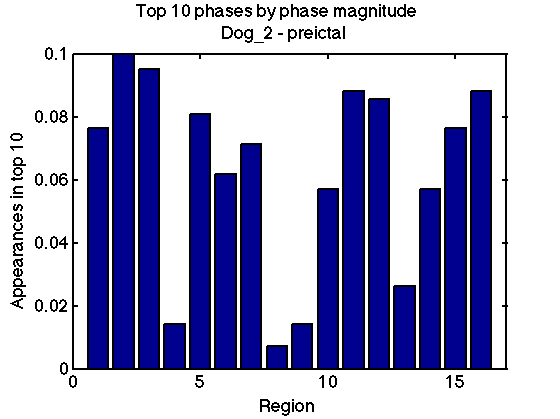 Top 10 phases by phase magnitude
Dog_2 - preictal
0.1
0.08
0.06
0.04
0.02
0
Appearances in top 10
0 5 10 15
Region